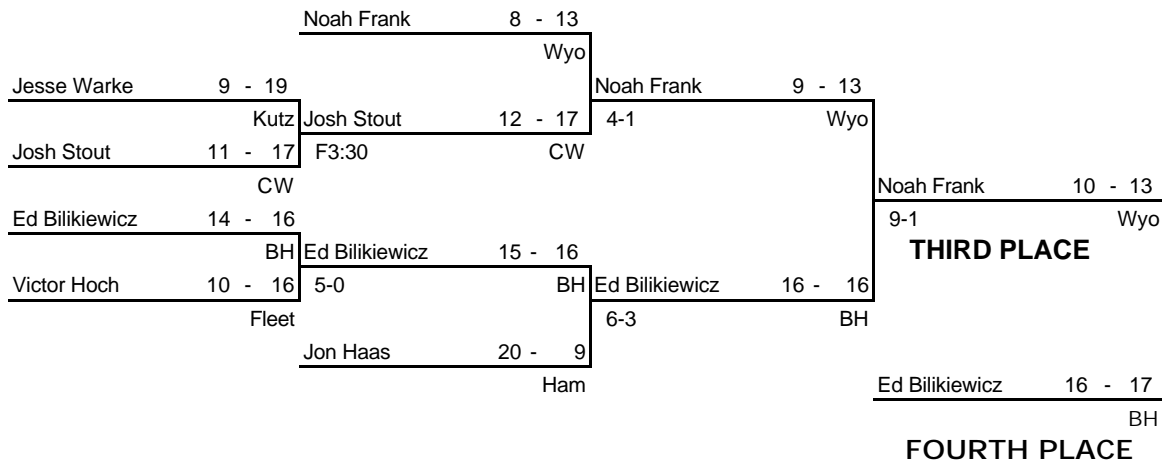 Noah Frank 8 - 13
Wyo
Jesse Warke 9 - 19
Noah Frank 9 - 13
Kutz
Josh Stout 12 - 17
4-1
Wyo
Josh Stout 11 - 17
F3:30
CW
CW
Noah Frank 10 - 13
Ed Bilikiewicz 14 - 16
9-1
Wyo
BH
Ed Bilikiewicz 15 - 16
THIRD PLACE
Victor Hoch 10 - 16
5-0
BH
Ed Bilikiewicz 16 - 16
Fleet
6-3
BH
Jon Haas 20 - 9
Ham
Ed Bilikiewicz 16 - 17
BH
FOURTH PLACE